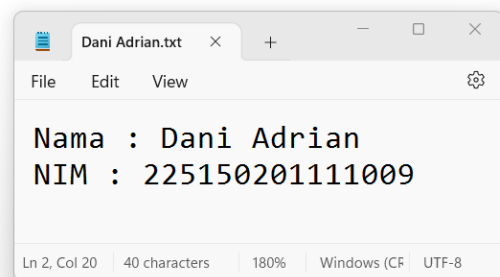 Dani Adrian.txt
File Edit View
Nama : Dani Adrian
NIM : 225150201111009
Ln 2, Col 20 40 characters 180% Windows (CR UTF-8